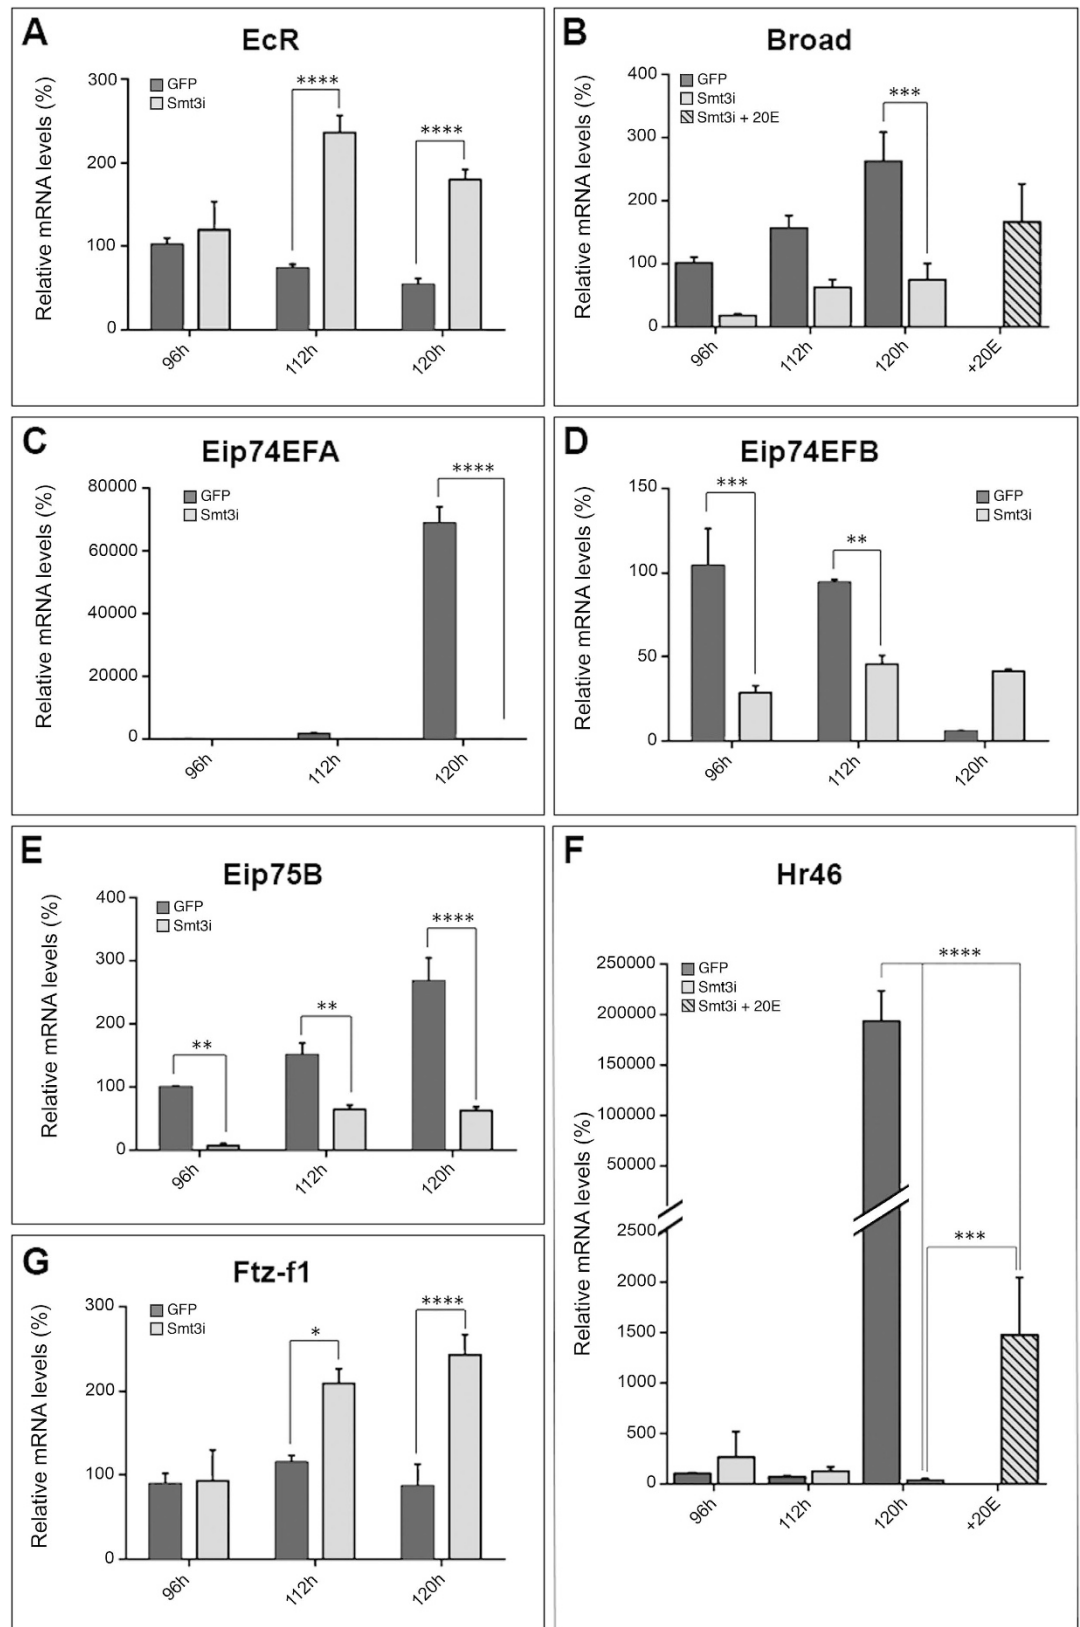 A
EcR
Relative mRNA levels (%)
300
200
100
0
GFP
Smt3i
****
****
96h
112h
120h
B
Broad
Relative mRNA levels (%)
400
300
200
100
0
GFP
Smt3i
Smt3i + 20E
***
96h
112h
120h
+20E
C
Eip74EFA
Relative mRNA levels (%)
80000
60000
40000
20000
0
GFP
Smt3i
****
96h
112h
120h
D
Eip74EFB
Relative mRNA levels (%)
150
100
50
0
GFP
Smt3i
***
**
96h
112h
120h
E
Eip75B
Relative mRNA levels (%)
400
300
200
100
0
GFP
Smt3i
**
**
****
96h
112h
120h
F
Hr46
Relative mRNA levels (%)
250000
200000
150000
100000
50000
2500
2000
1500
1000
500
0
GFP
Smt3i
Smt3i + 20E
****
***
96h
112h
120h
+20E
G
Ftz-f1
Relative mRNA levels (%)
300
200
100
0
GFP
Smt3i
*
****
96h
112h
120h